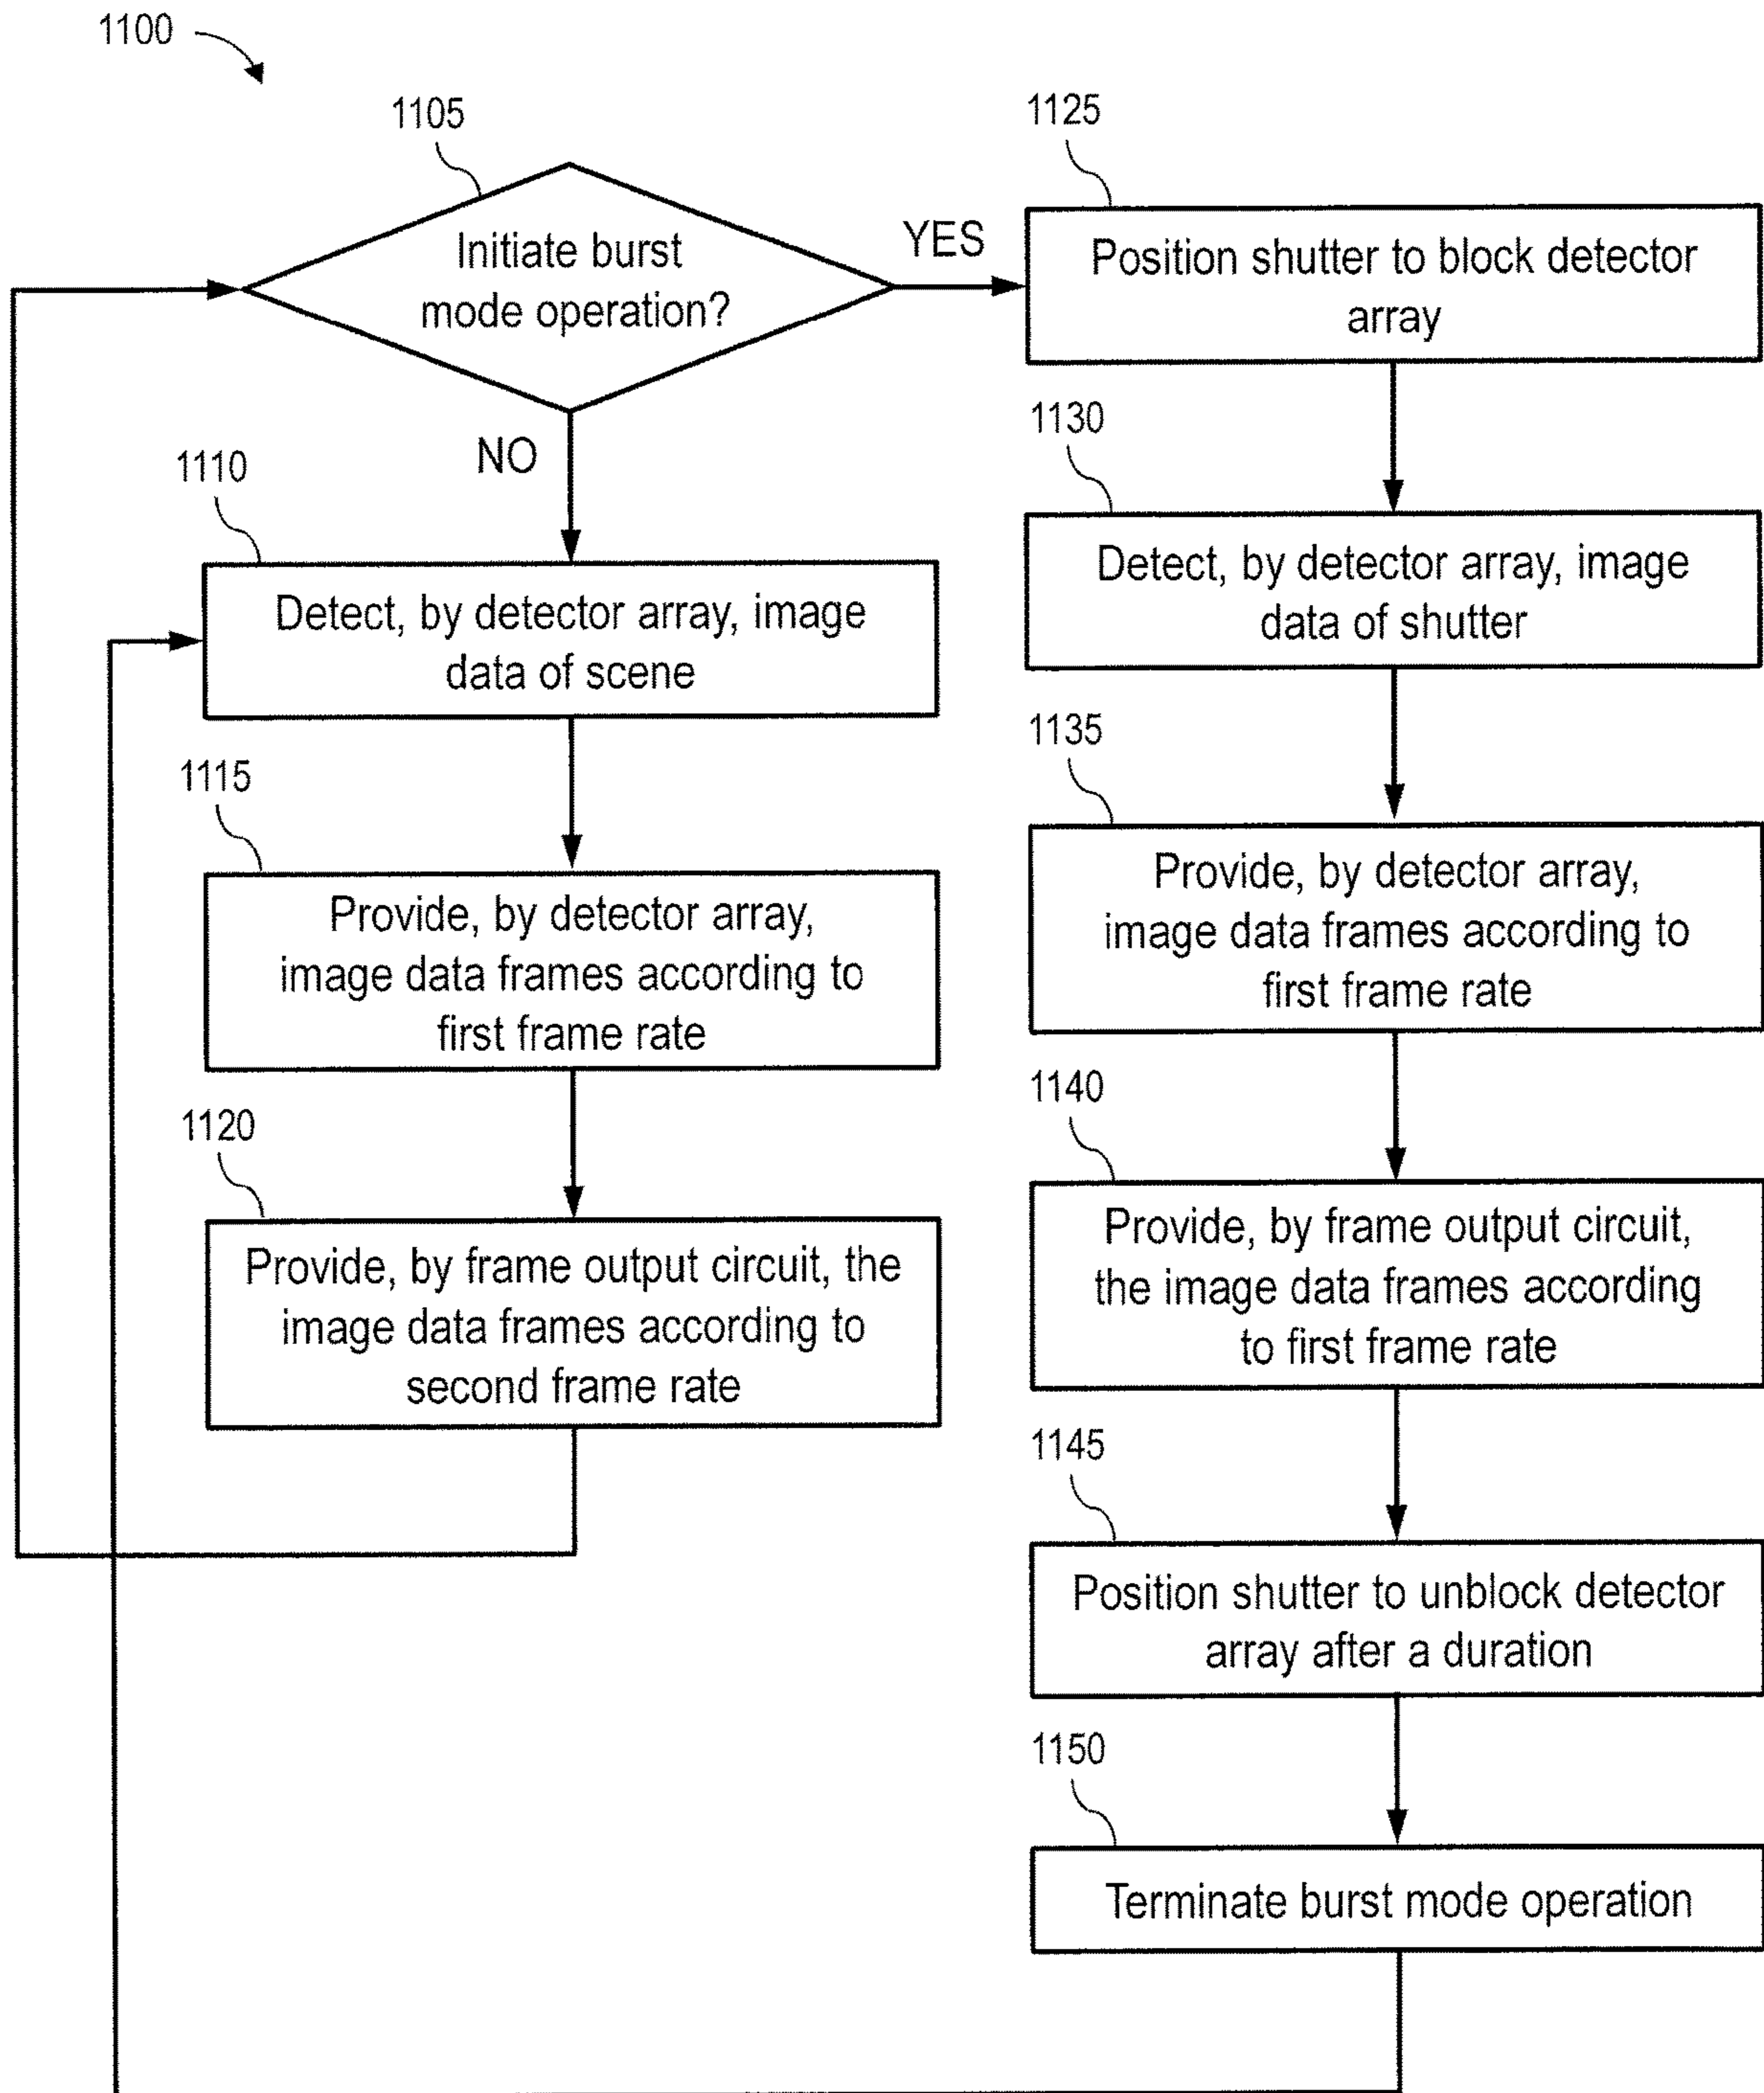 1100
1105
Initiate burst
mode operation?
YES
NO
1110
Detect, by detector array, image
data of scene
1115
Provide, by detector array,
image data frames according to
first frame rate
1120
Provide, by frame output circuit, the
image data frames according to
second frame rate
1125
Position shutter to block detector
array
1130
Detect, by detector array, image
data of shutter
1135
Provide, by detector array,
image data frames according to
first frame rate
1140
Provide, by frame output circuit,
the image data frames according
to first frame rate
1145
Position shutter to unblock detector
array after a duration
1150
Terminate burst mode operation